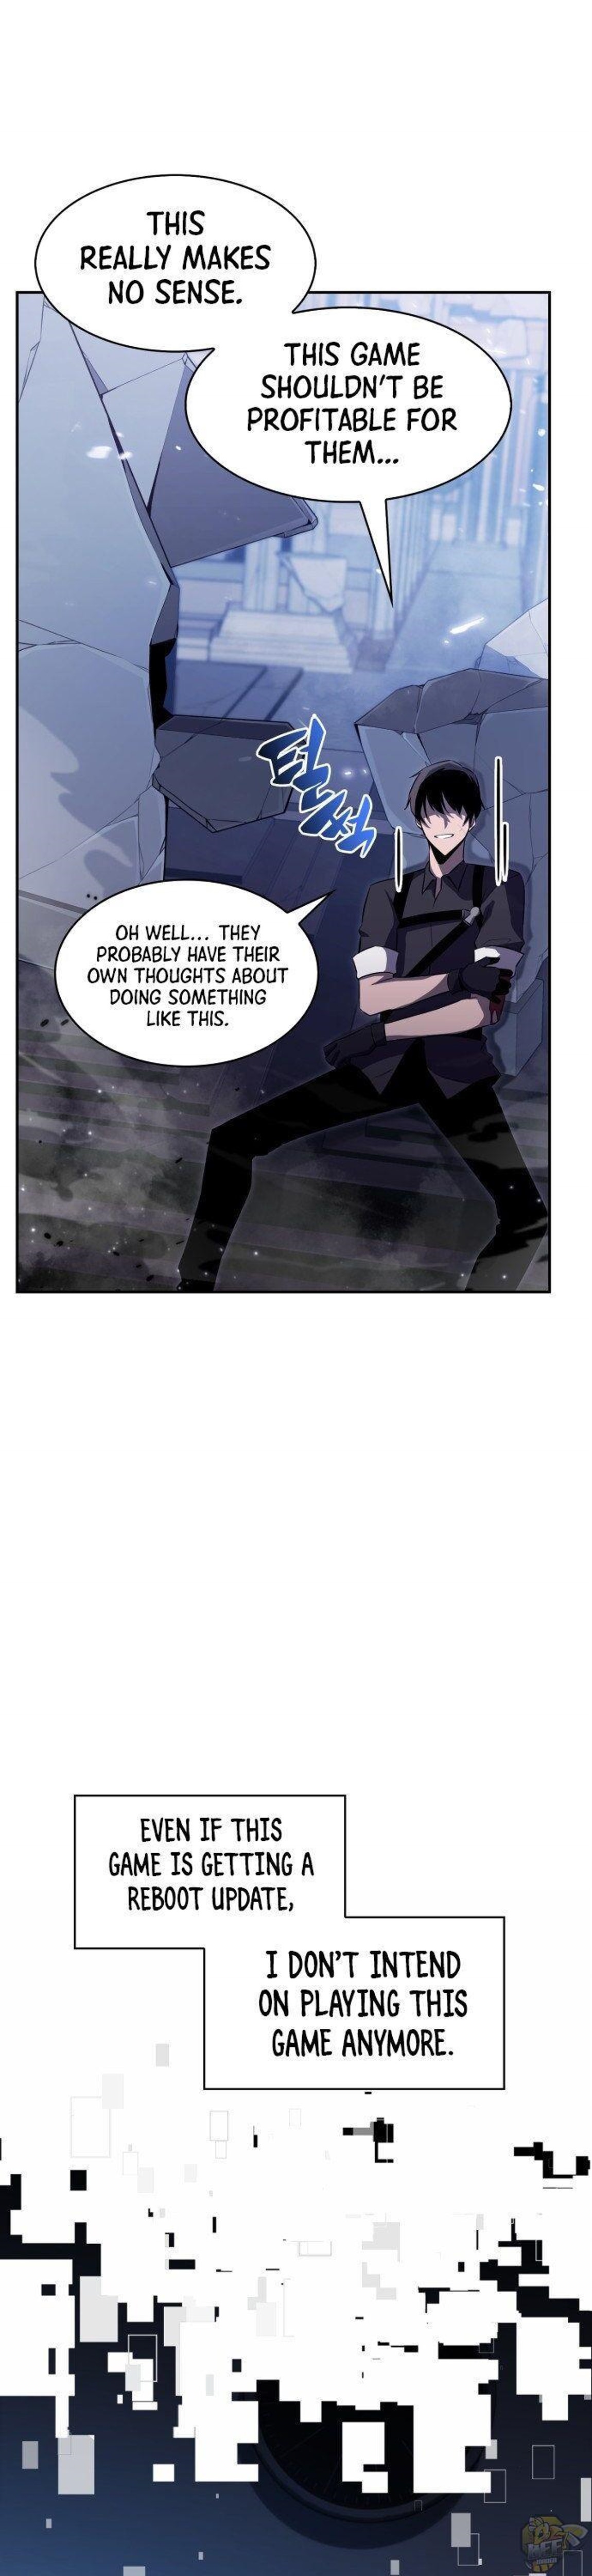 THIS
REALLY MAKES
NO SENSE.
THIS GAME
SHOULDN'T BE
PROFITABLE FOR
THEM...
털썩
OH WELL... THEY
PROBABLY HAVE THEIR
OWN THOUGHTS ABOUT
DOING SOMETHING
LIKE THIS.
EVEN IF THIS
GAME IS GETTING A
REBOOT UPDATE,
I DON'T INTEND
ON PLAYING THIS
GAME ANYMORE.